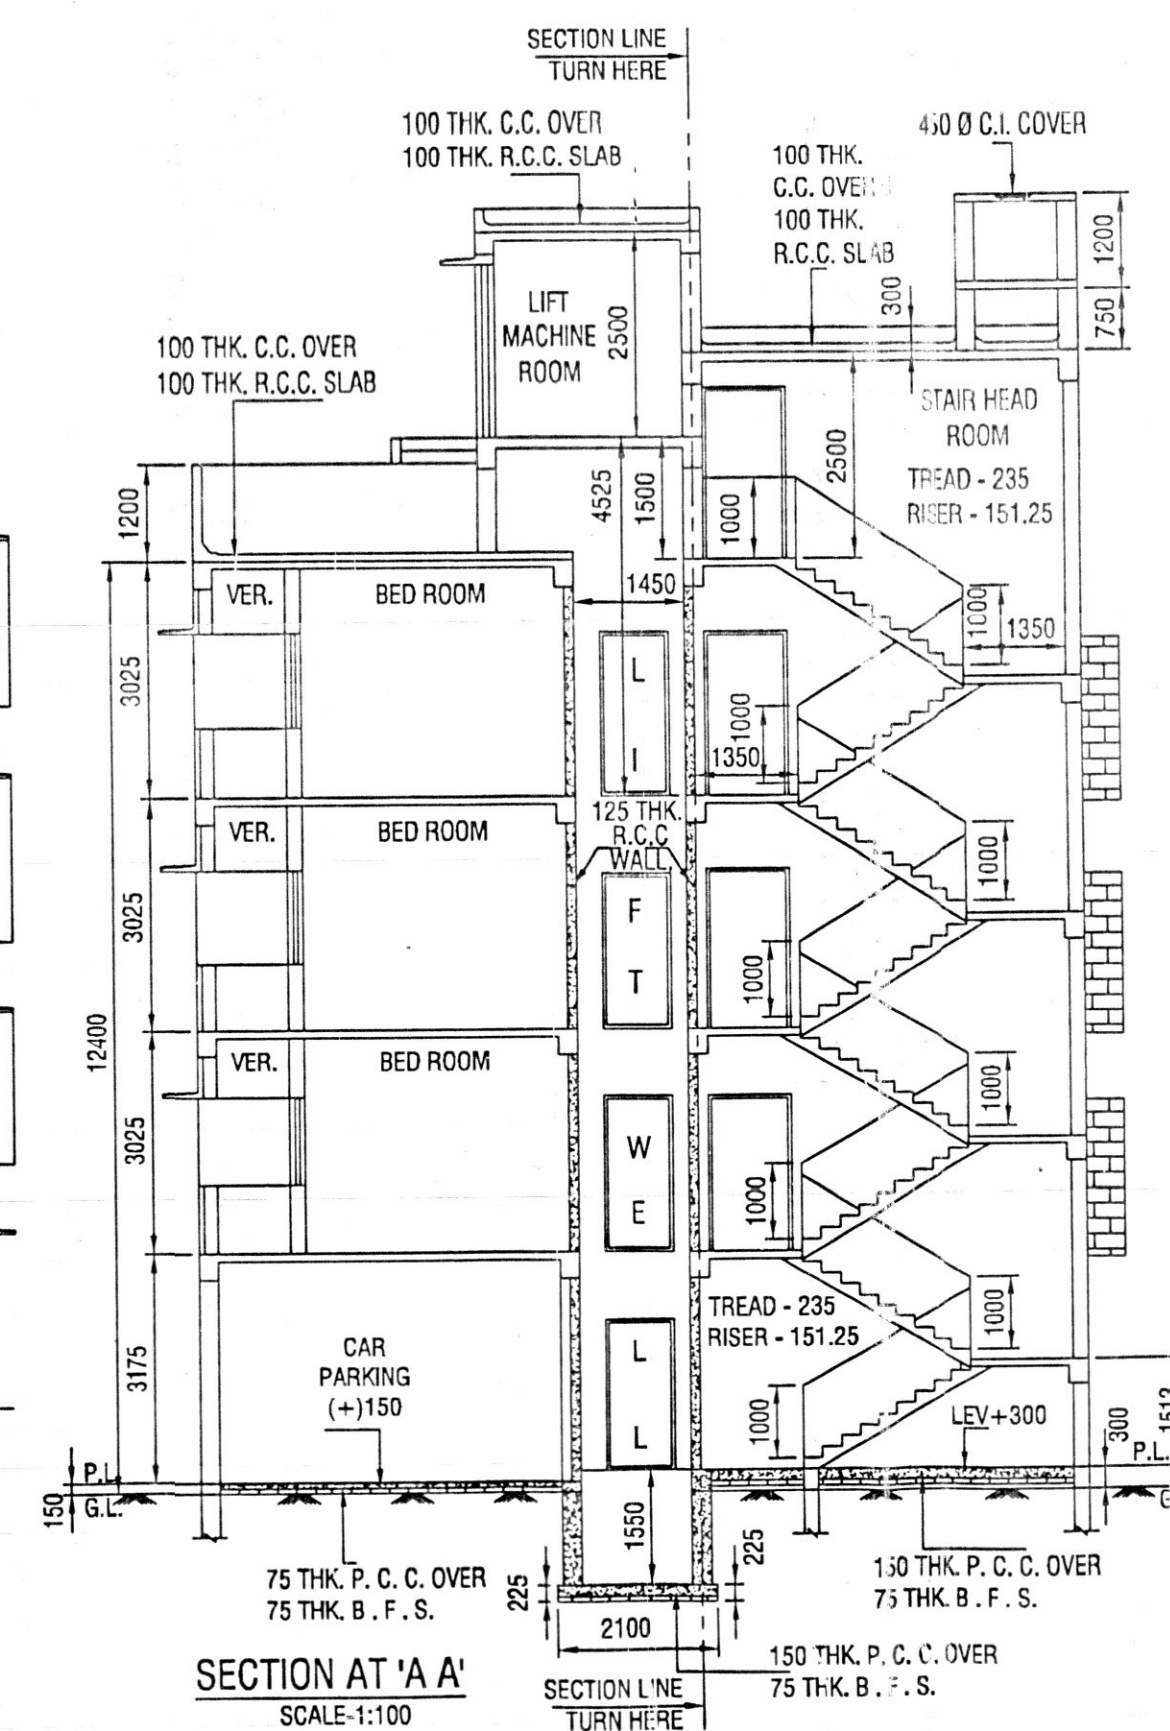 SECTION LINE
TURN HERE
100 THK. C.C. OVER
100 THK. R.C.C. SLAB
450 Ø C.I. COVER
100 THK.
C.C. OVER
100 THK.
R.C.C. SLAB
1200
750
300
LIFT
MACHINE
ROOM
2500
100 THK. C.C. OVER
100 THK. R.C.C. SLAB
STAIR HEAD
ROOM
TREAD - 235
RISER - 151.25
2500
1200
4525
1500
1000
VER.
BED ROOM
1450
1000
1350
3025
L
I
1000
1350
125 THK.
R.C.C
WALL
VER.
BED ROOM
1000
3025
F
T
1000
12400
VER.
BED ROOM
1000
3025
W
E
1000
TREAD - 235
RISER - 151.25
1000
3175
CAR
PARKING
(+)150
L
L
1000
LEV+300
300
1513
P.L.
P.L.
150
G.L.
1550
225
225
75 THK. P. C. C. OVER
75 THK. B . F . S.
150 THK. P. C. C. OVER
75 THK. B . F . S.
2100
150 THK. P. C. C. OVER
75 THK. B . F . S.
SECTION AT 'A A'
SCALE-1:100
SECTION LINE
TURN HERE